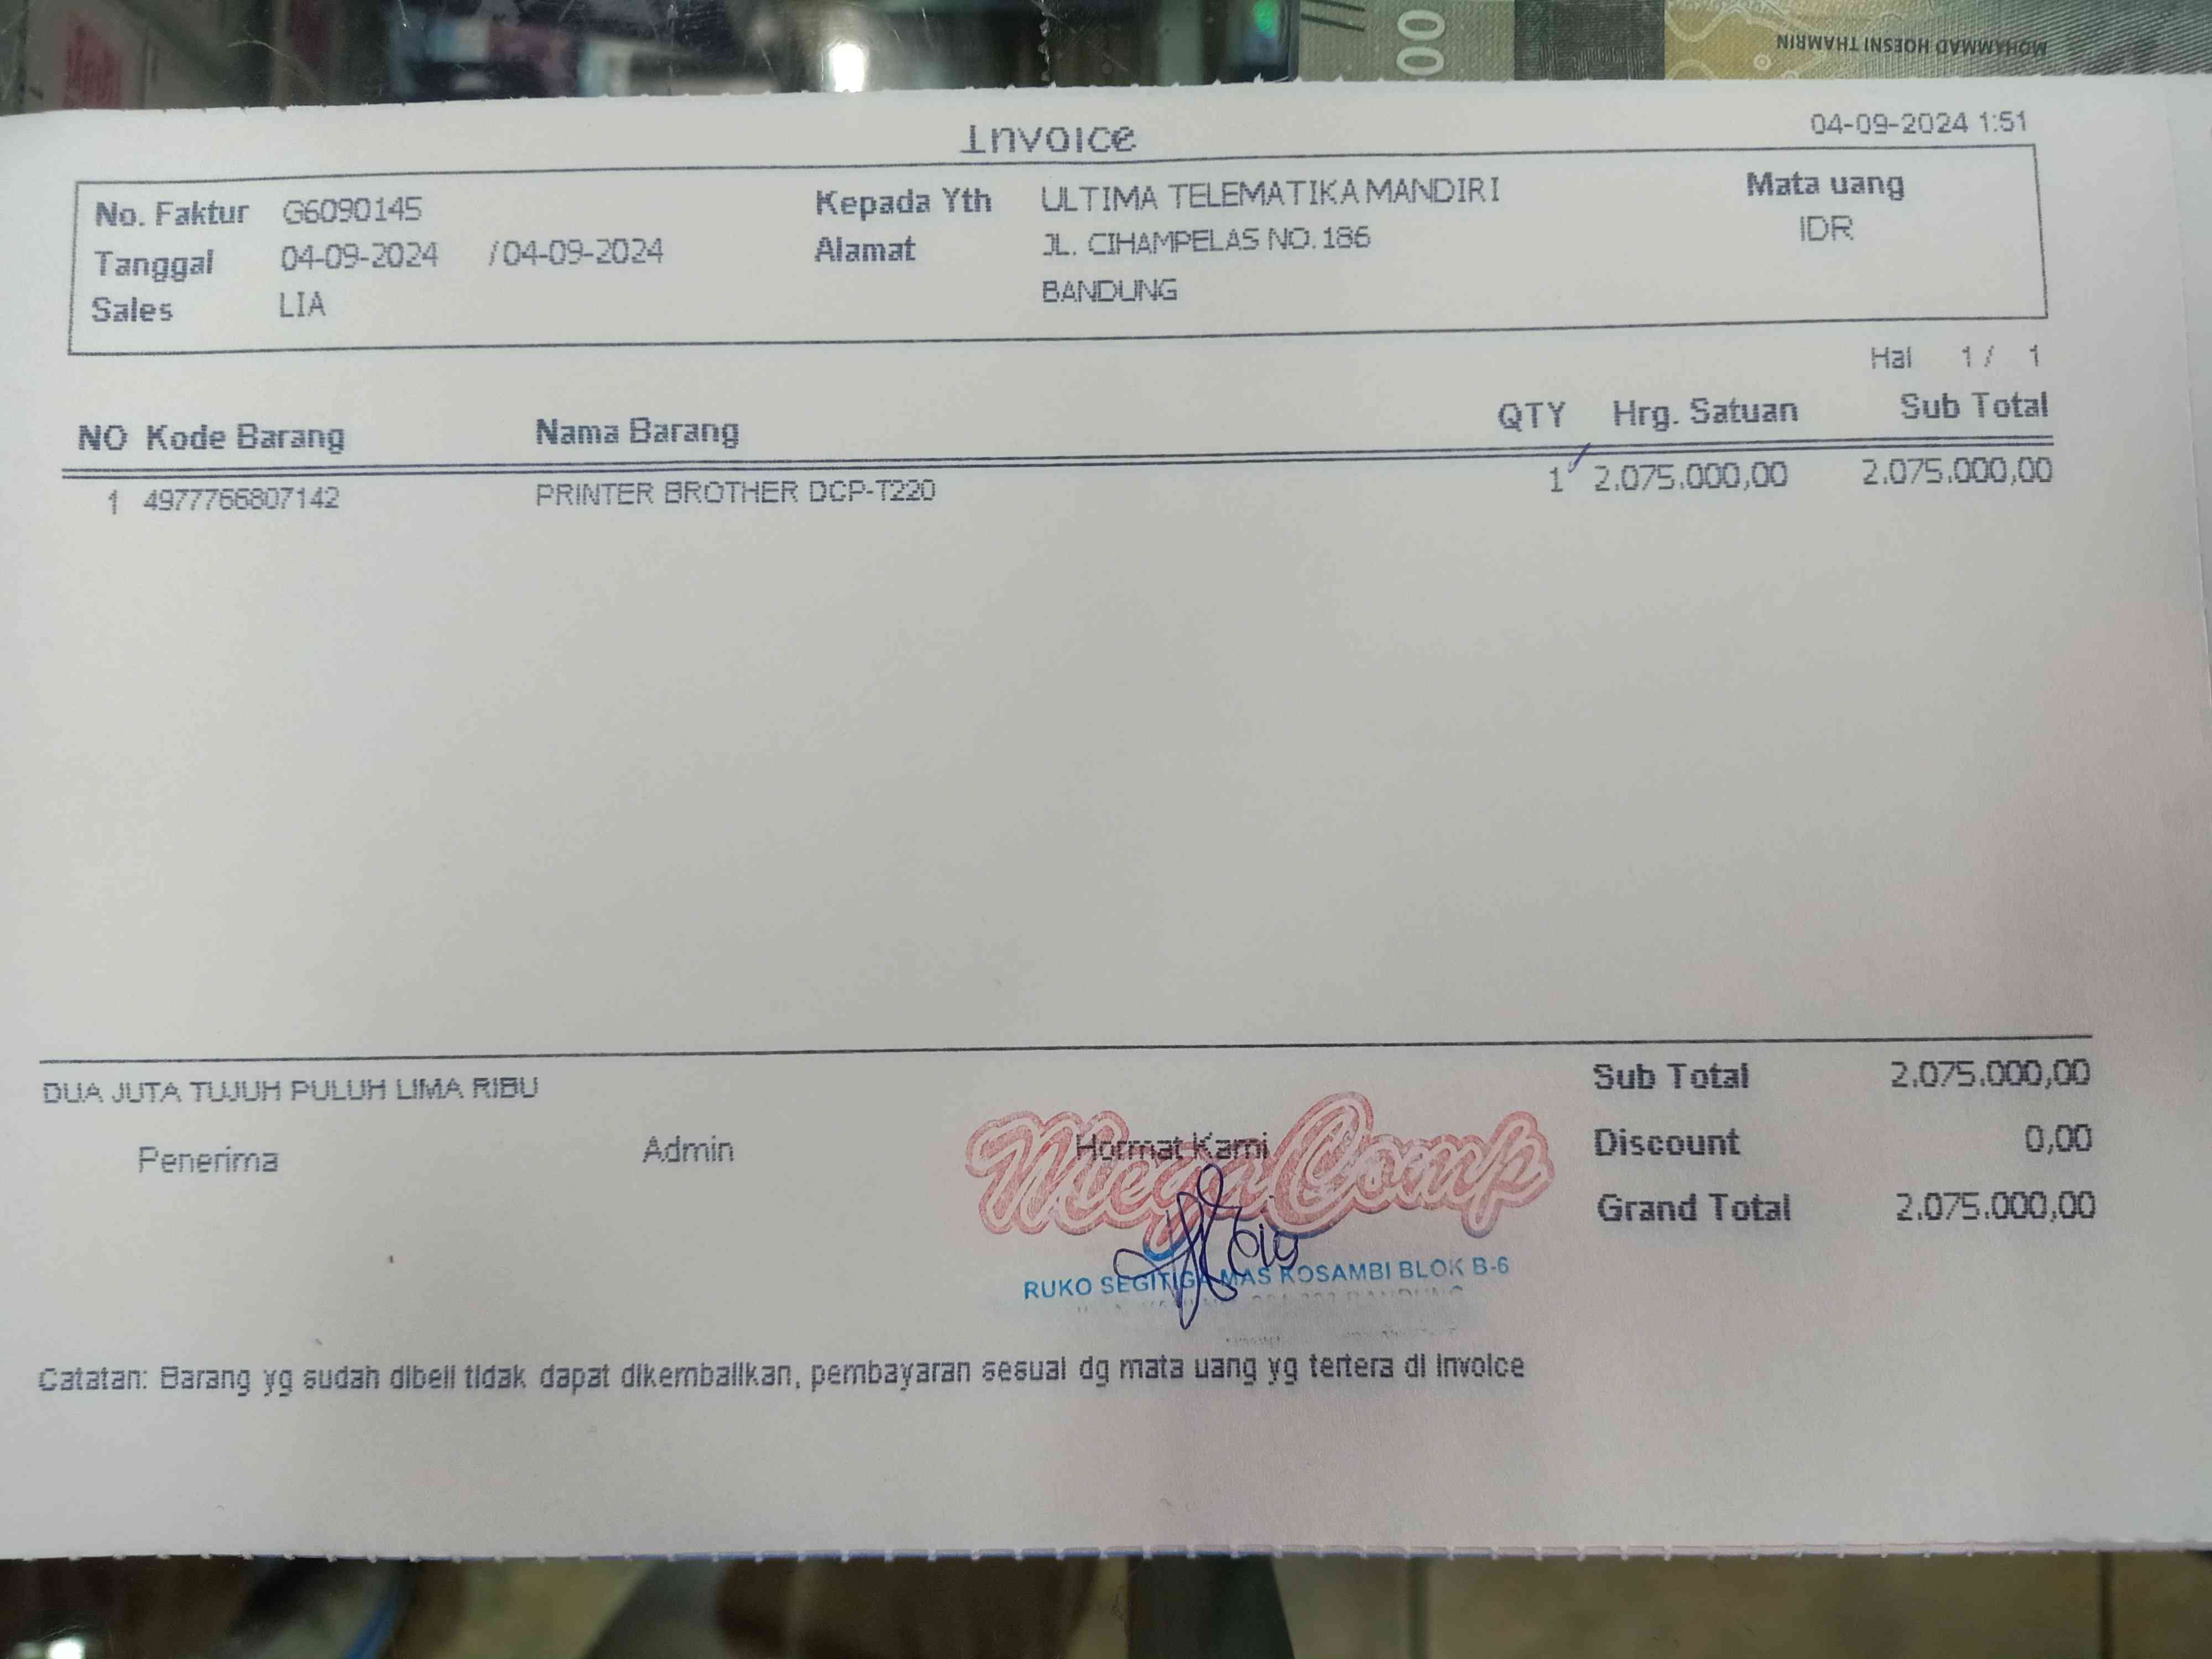 00
MOHAMMAD HOESNI THAMRIN
Invoice
04-09-2024 1:51
No. Faktur G6090145
Tanggal 04-09-2024 / 04-09-2024
Sales LIA
Kepada Yth ULTIMA TELEMATIKA MANDIRI
Alamat JL. CIHAMPELAS NO. 186
BANDUNG
Mata uang
IDR
Hal 1 / 1
NO Kode Barang Nama Barang QTY Hrg. Satuan Sub Total
1 4977766807142 PRINTER BROTHER DCP-T220 1 2.075.000,00 2.075.000,00
DUA JUTA TUJUH PULUH LIMA RIBU
Sub Total 2.075.000,00
Discount 0,00
Grand Total 2.075.000,00
Penerima Admin Hormat Kami
Mega Comp
RUKO SEGITIGA MAS KOSAMBI BLOK B-6
Catatan: Barang yg sudah dibeli tidak dapat dikembalikan, pembayaran sesuai dg mata uang yg tertera di invoice